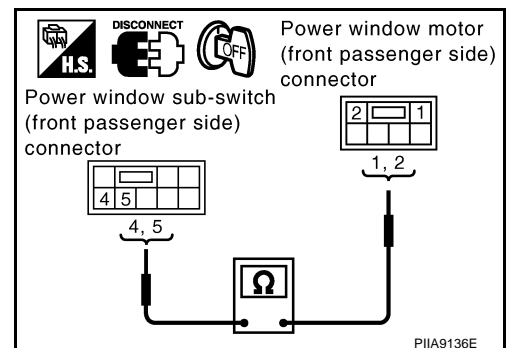 H.S.
DISCONNECT
OFF
Power window motor
(front passenger side)
connector
Power window sub-switch
(front passenger side)
connector
2 1
1, 2
4 5
4, 5
Ω
PIIA9136E